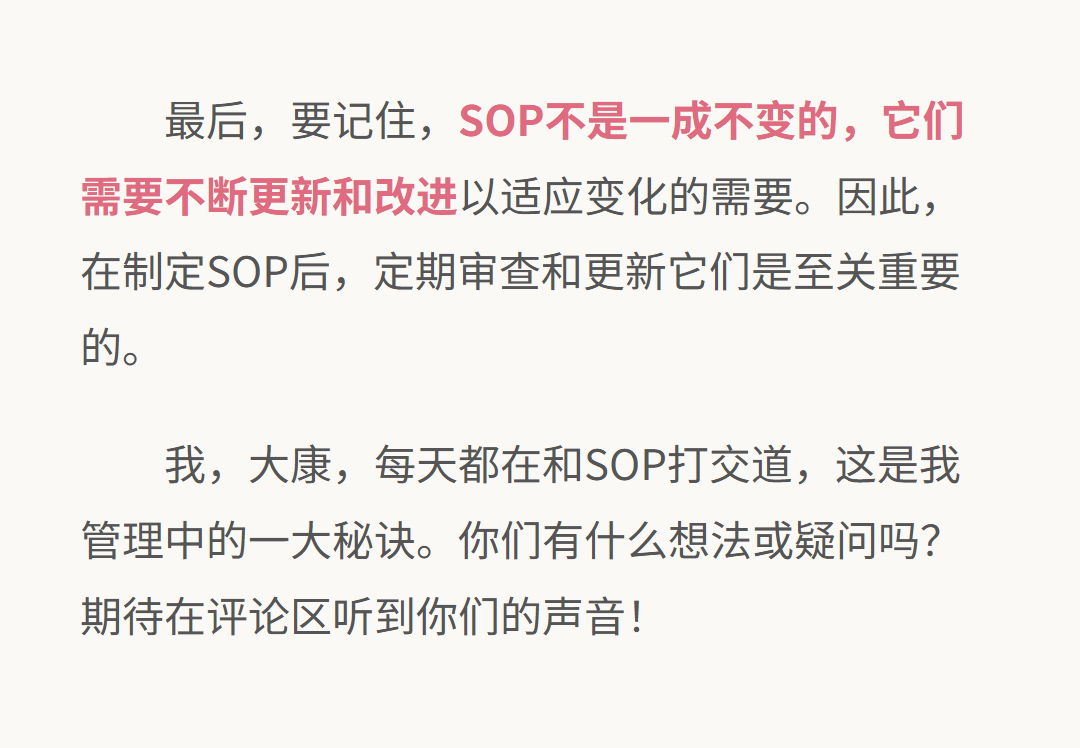 最后，要记住，SOP不是一成不变的，它们
需要不断更新和改进以适应变化的需要。因此，
在制定SOP后，定期审查和更新它们是至关重要
的。
我，大康，每天都在和SOP打交道，这是我
管理中的一大秘诀。你们有什么想法或疑问吗？
期待在评论区听到你们的声音！